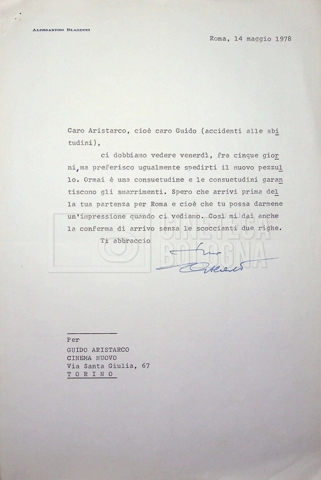 ALESSANDRO BLASETTI
Roma, 14 maggio 1978
Caro Aristarco, cioè caro Guido (accidenti alle abi
tudini),
ci dobbiamo vedere venerdì, fra cinque gior
ni, ma preferisco ugualmente spedirti il nuovo pezzul
lo. Ormai è una consuetudine e le consuetudini garan
tiscono gli smarrimenti. Spero che arrivi prima del
la tua partenza per Roma e cioè che tu possa darmene
un'impressione quando ci vediamo. Così mi dai anche
la conferma di arrivo senza le scoccianti due righe.
Ti abbraccio
CINETECA
BOLOGNA
Per
GUIDO ARISTARCO
CINEMA NUOVO
Via Santa Giulia, 67
TORINO